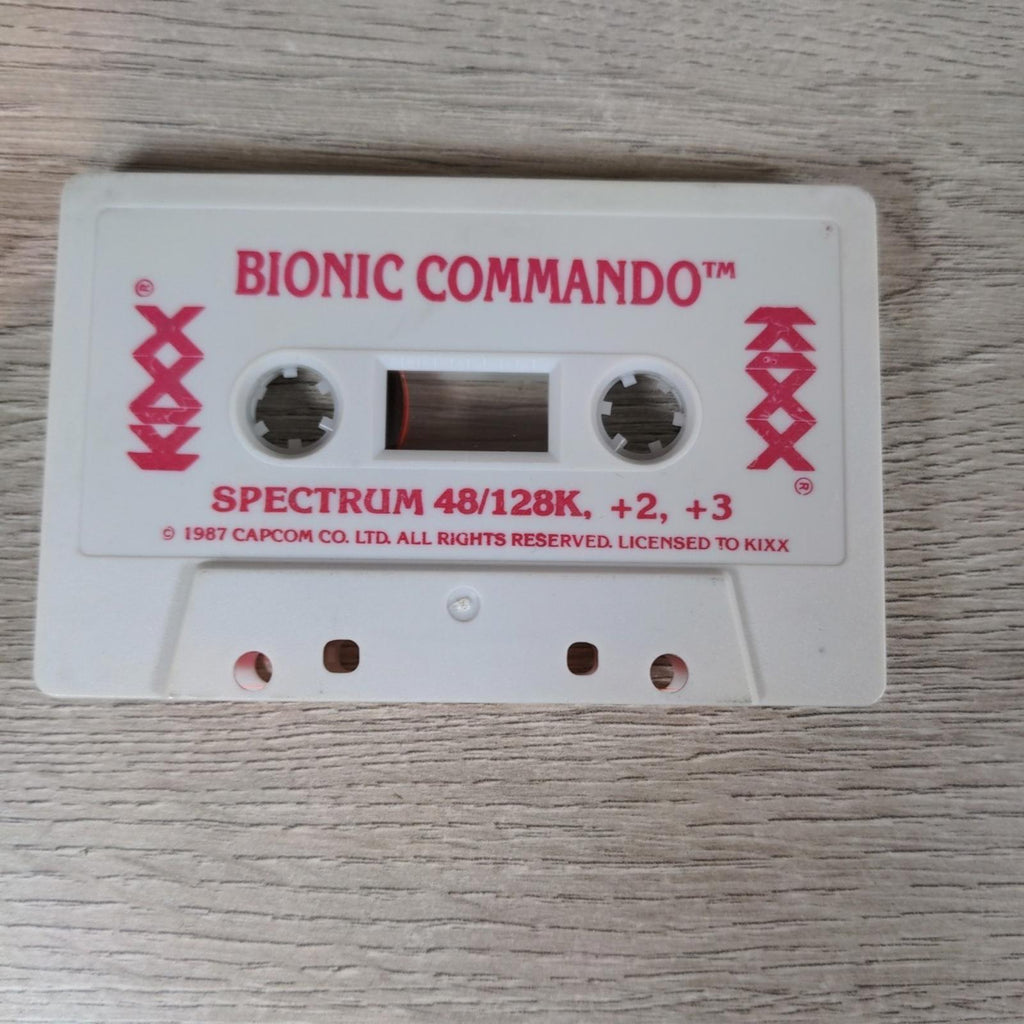 BIONIC COMMANDO™
KIXX®
KIXX®
SPECTRUM 48/128K, +2, +3
© 1987 CAPCOM CO. LTD. ALL RIGHTS RESERVED. LICENSED TO KIXX